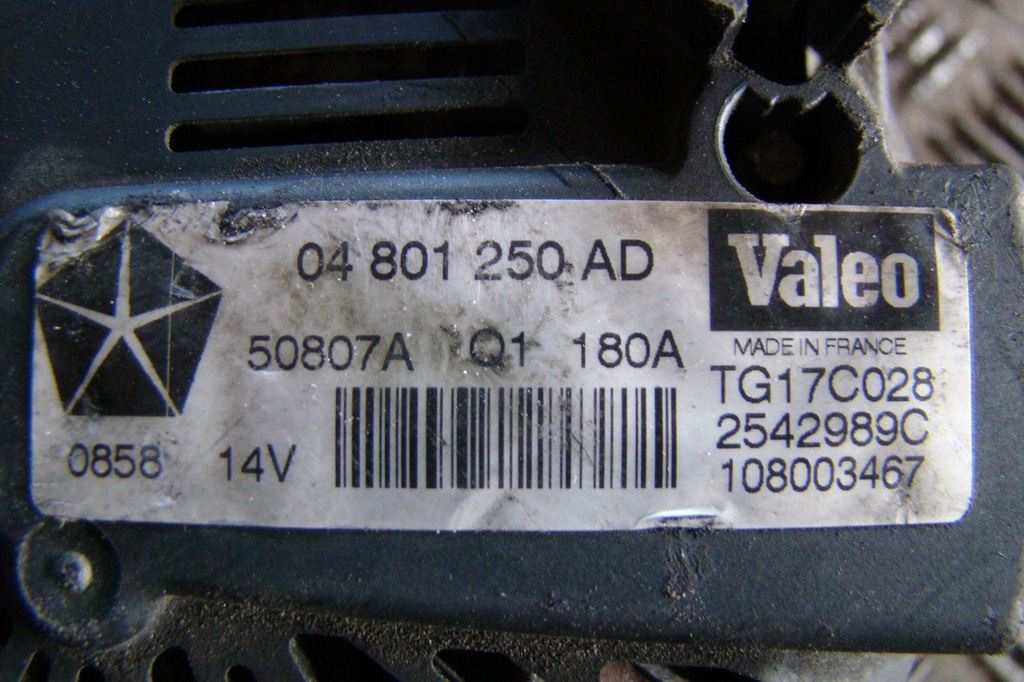 04 801 250 AD
Valeo
50807A Q1 180A
MADE IN FRANCE
TG17C028
2542989C
0858 14V
108003467